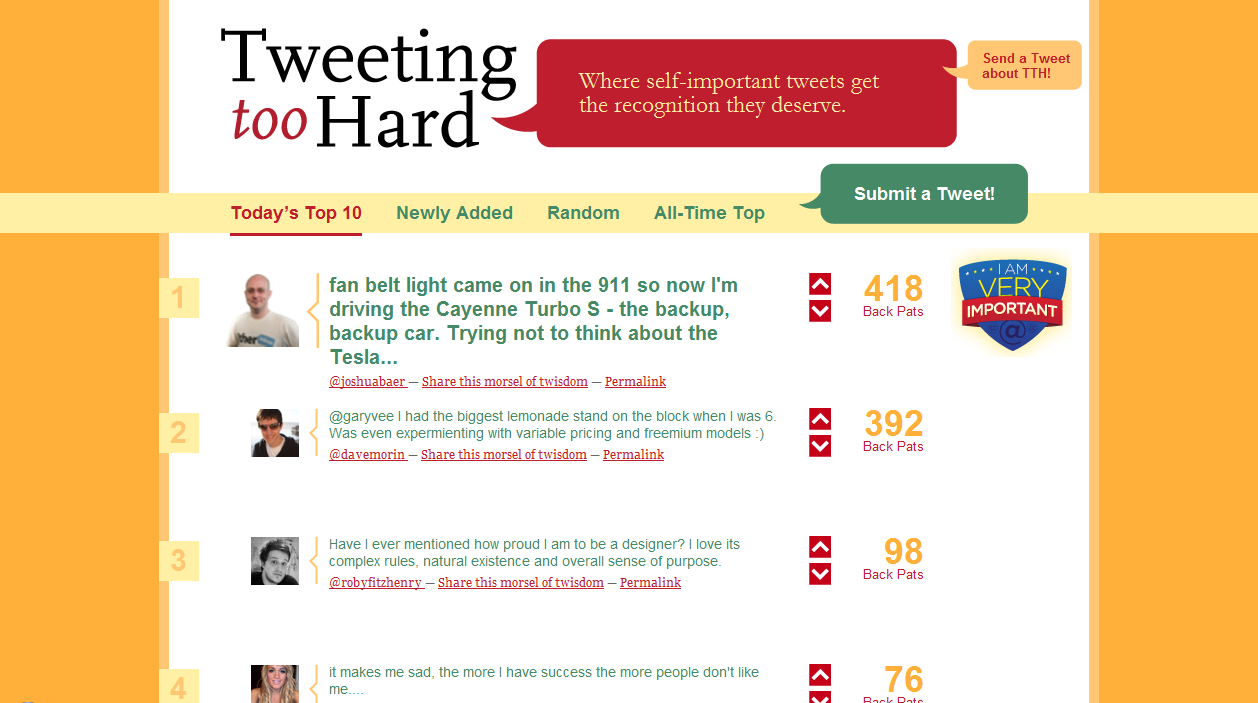 Tweeting
too Hard
Where self-important tweets get
the recognition they deserve.
Send a Tweet
about TTH!
Submit a Tweet!
Today's Top 10 Newly Added Random All-Time Top
1
fan belt light came on in the 911 so now I'm
driving the Cayenne Turbo S - the backup,
backup car. Trying not to think about the
Tesla...
@joshuabaer — Share this morsel of twisdom — Permalink
418
Back Pats
I AM
VERY
IMPORTANT
@
2
@garyvee I had the biggest lemonade stand on the block when I was 6.
Was even expermienting with variable pricing and freemium models :)
@davemorin — Share this morsel of twisdom — Permalink
392
Back Pats
3
Have I ever mentioned how proud I am to be a designer? I love its
complex rules, natural existence and overall sense of purpose.
@robyfitzhenry — Share this morsel of twisdom — Permalink
98
Back Pats
4
it makes me sad, the more I have success the more people don't like
me....
76
Back Pats